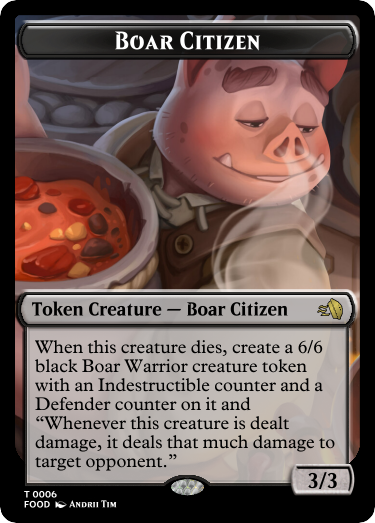 Boar Citizen
Token Creature — Boar Citizen
When this creature dies, create a 6/6
black Boar Warrior creature token
with an Indestructible counter and a
Defender counter on it and
“Whenever this creature is dealt
damage, it deals that much damage to
target opponent.”
3/3
T 0006
FOOD Andrii Tim